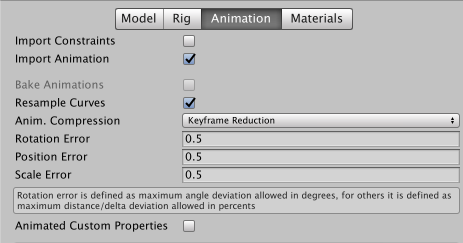 Model Rig Animation Materials
Import Constraints
Import Animation
Bake Animations
Resample Curves
Anim. Compression Keyframe Reduction
Rotation Error 0.5
Position Error 0.5
Scale Error 0.5
Rotation error is defined as maximum angle deviation allowed in degrees, for others it is defined as
maximum distance/delta deviation allowed in percents
Animated Custom Properties